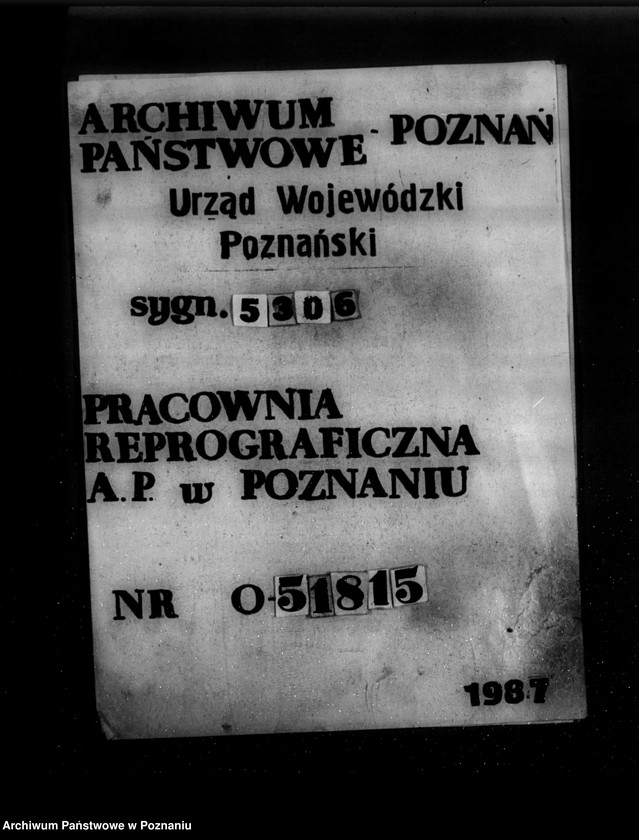 ARCHIWUM
PAŃSTWOWE - POZNAŃ
Urząd Wojewódzki
Poznański
sygn. 5306
PRACOWNIA
REPROGRAFICZNA
A.P. w POZNANIU
NR O-51815
1987
Archiwum Państwowe w Poznaniu